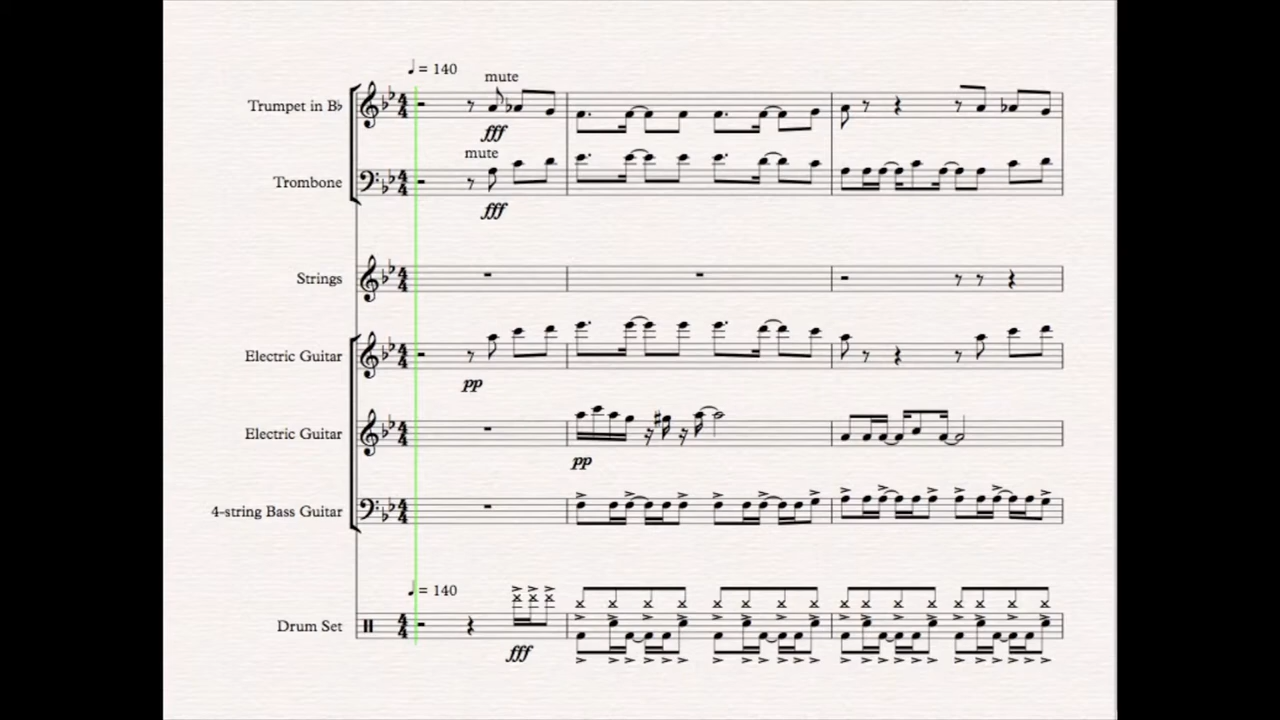 ♩ = 140
mute
Trumpet in B♭
fff
mute
Trombone
fff
Strings
Electric Guitar
pp
Electric Guitar
pp
4-string Bass Guitar
♩ = 140
Drum Set
fff